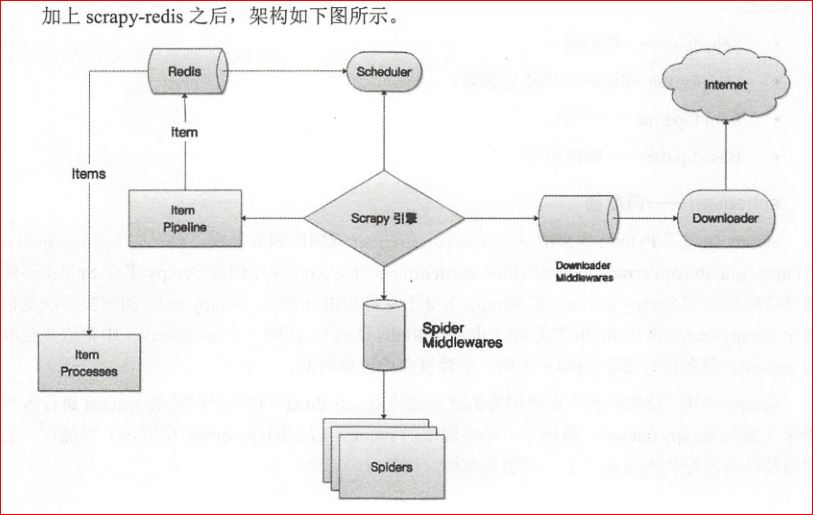 加上 scrapy-redis 之后，架构如下图所示。
Redis
Scheduler
Internet
Item
Items
Item
Pipeline
Scrapy 引擎
Downloader
Downloader
Middlewares
Spider
Middlewares
Item
Processes
Spiders